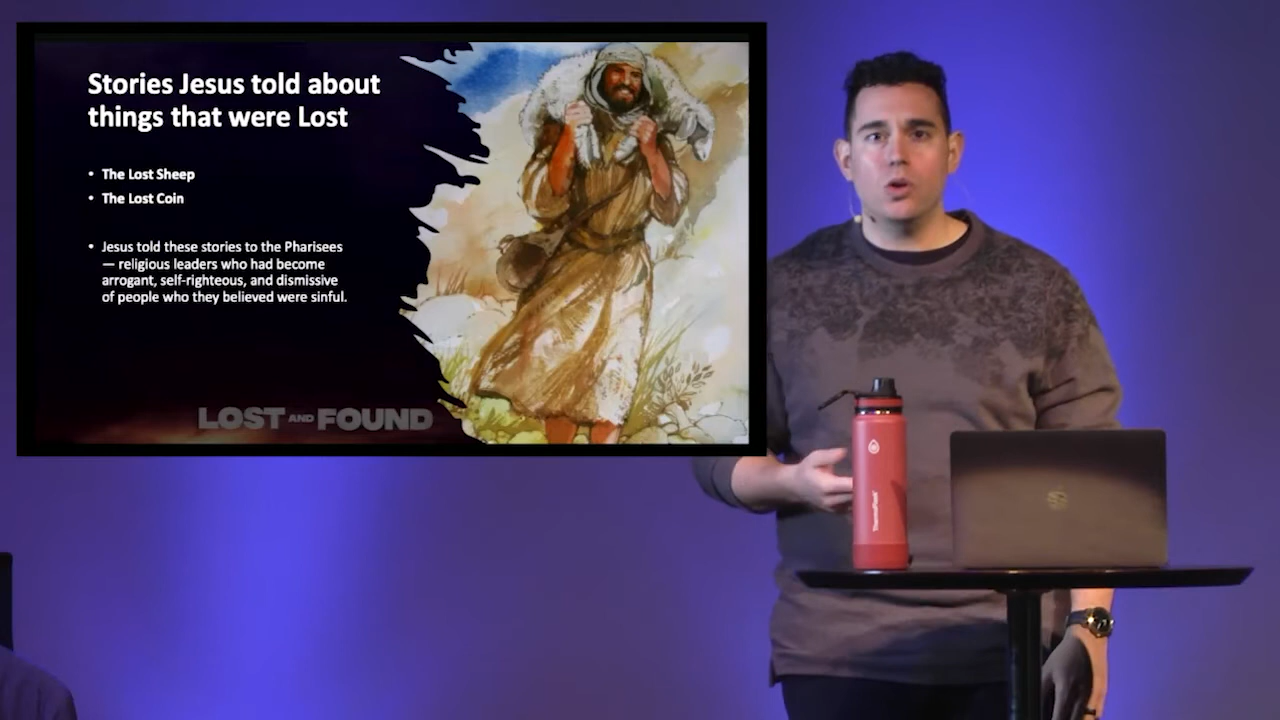 Stories Jesus told about
things that were Lost
• The Lost Sheep
• The Lost Coin
• Jesus told these stories to the Pharisees
— religious leaders who had become
arrogant, self-righteous, and dismissive
of people who they believed were sinful.
LOST AND FOUND
ThermoFlask